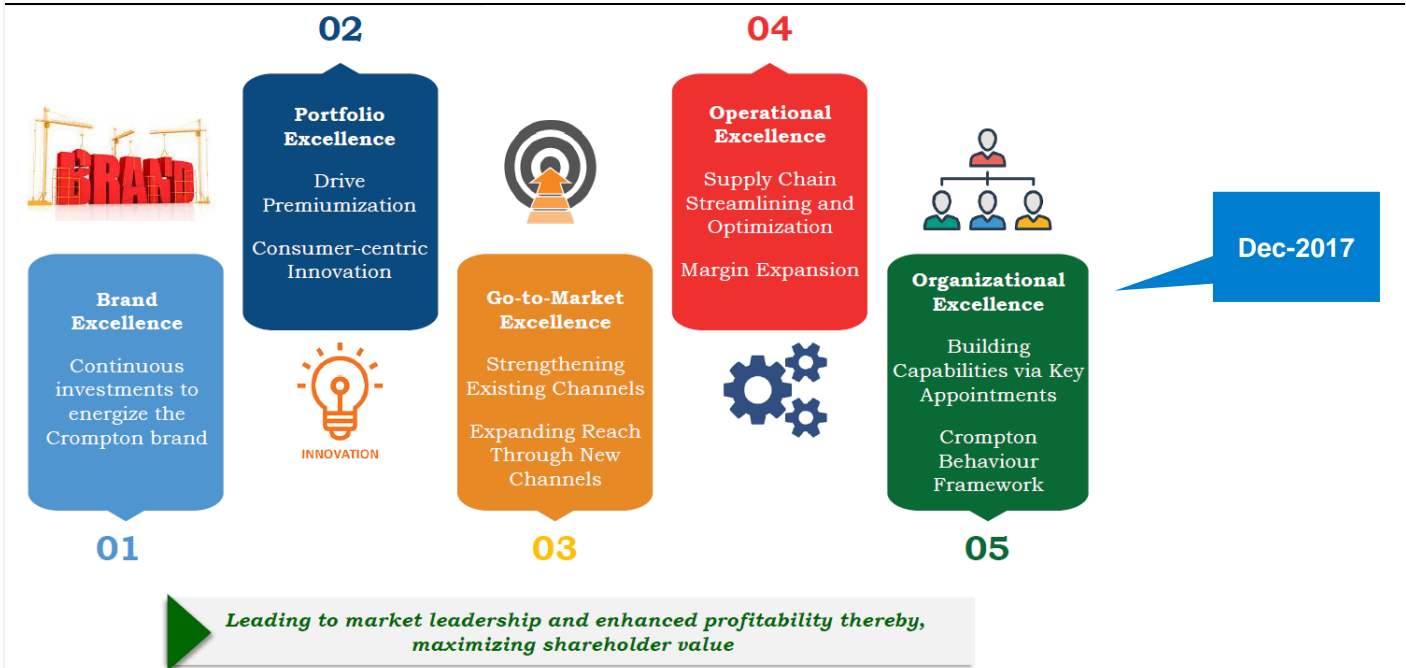 02
04
BRAND
Portfolio
Excellence
Drive
Premiumization
Consumer-centric
Innovation
Operational
Excellence
Supply Chain
Streamlining and
Optimization
Margin Expansion
Dec-2017
Brand
Excellence
Continuous
investments to
energize the
Crompton brand
INNOVATION
Go-to-Market
Excellence
Strengthening
Existing Channels
Expanding Reach
Through New
Channels
Organizational
Excellence
Building
Capabilities via Key
Appointments
Crompton
Behaviour
Framework
01
03
05
Leading to market leadership and enhanced profitability thereby,
maximizing shareholder value